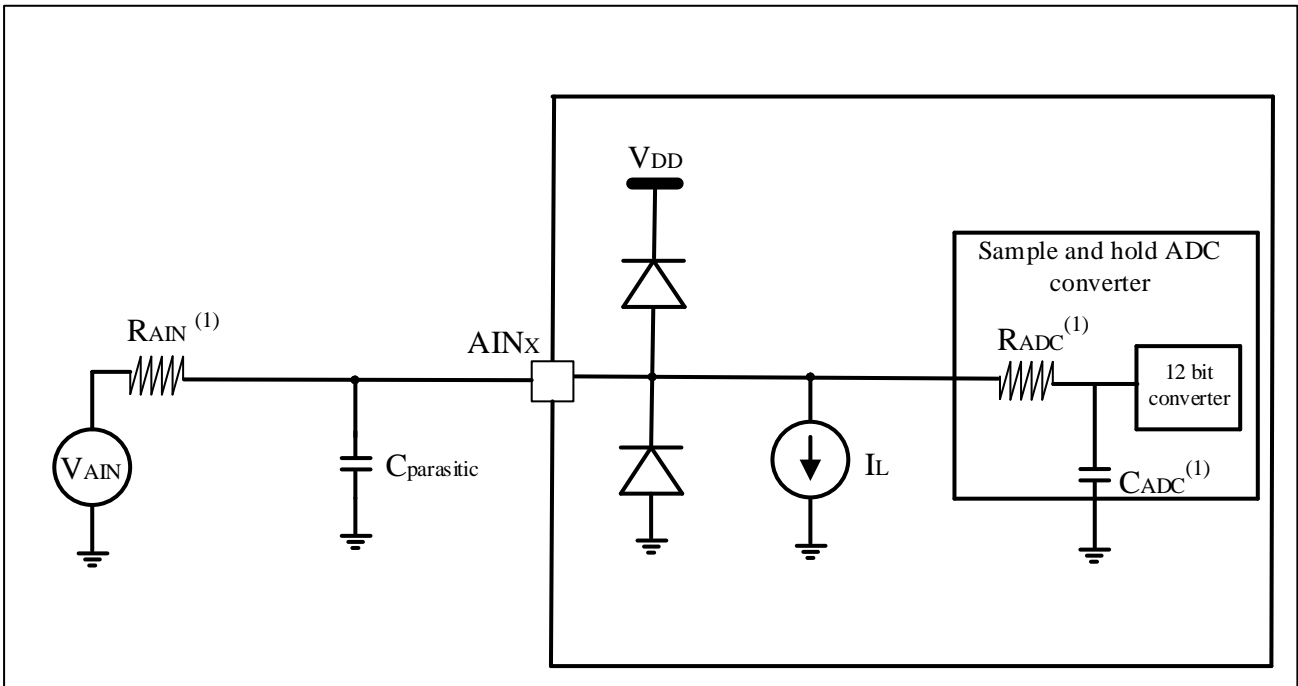 VDD
Sample and hold ADC
converter
RAIN (1)
AINX
RADC(1)
12 bit
converter
VAIN
Cparasitic
IL
CADC(1)